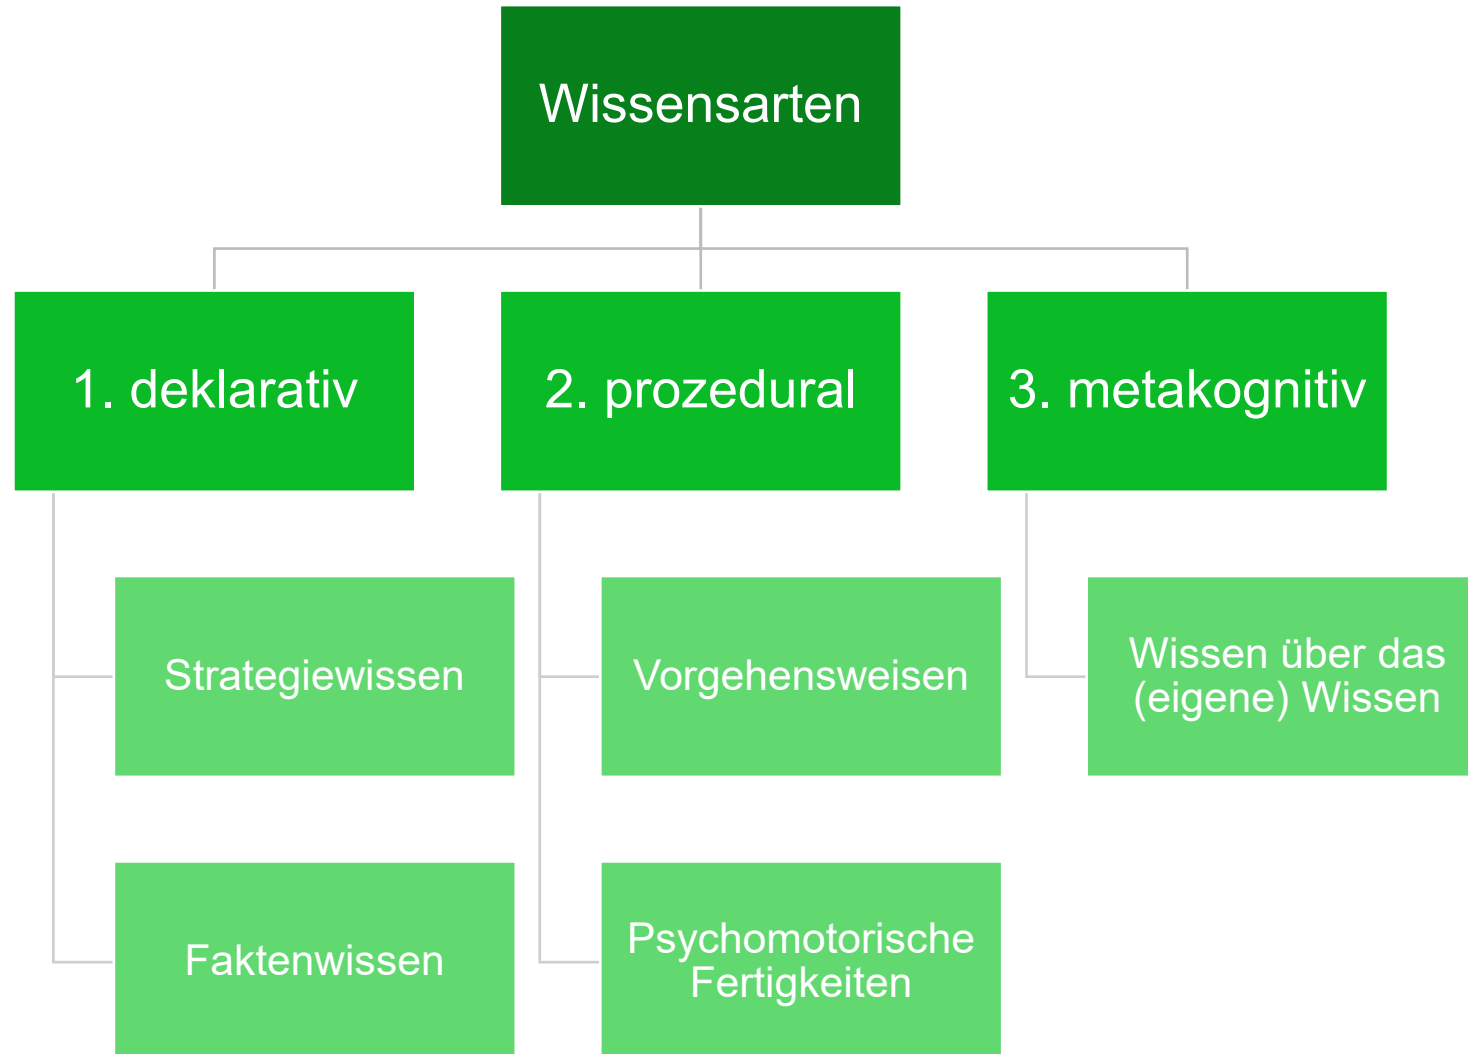 Wissensarten
1. deklarativ
2. prozedural
3. metakognitiv
Strategiewissen
Vorgehensweisen
Wissen über das
(eigene) Wissen
Faktenwissen
Psychomotorische
Fertigkeiten